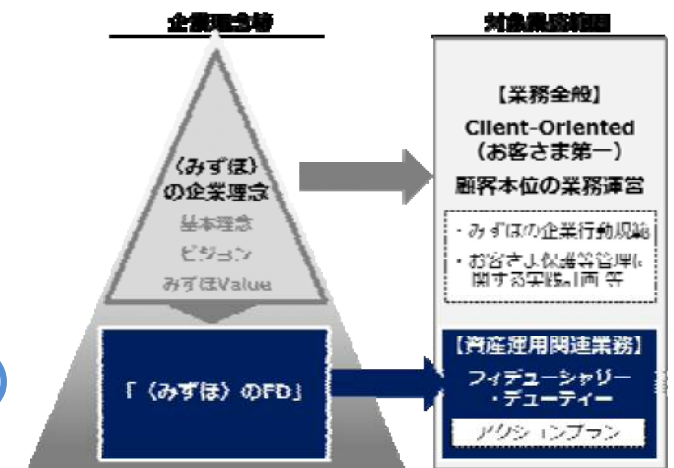 企業理念等
対象業務範囲
〈みずほ〉
の企業理念
基本理念
ビジョン
みずほValue
「〈みずほ〉のFD」
【業務全般】
Client-Oriented
（お客さま第一）
顧客本位の業務運営
・みずほの企業行動規範
・お客さま保護等管理に
関する実践計画 等
【資産運用関連業務】
フィデューシャリー
・デューティー
アクションプラン